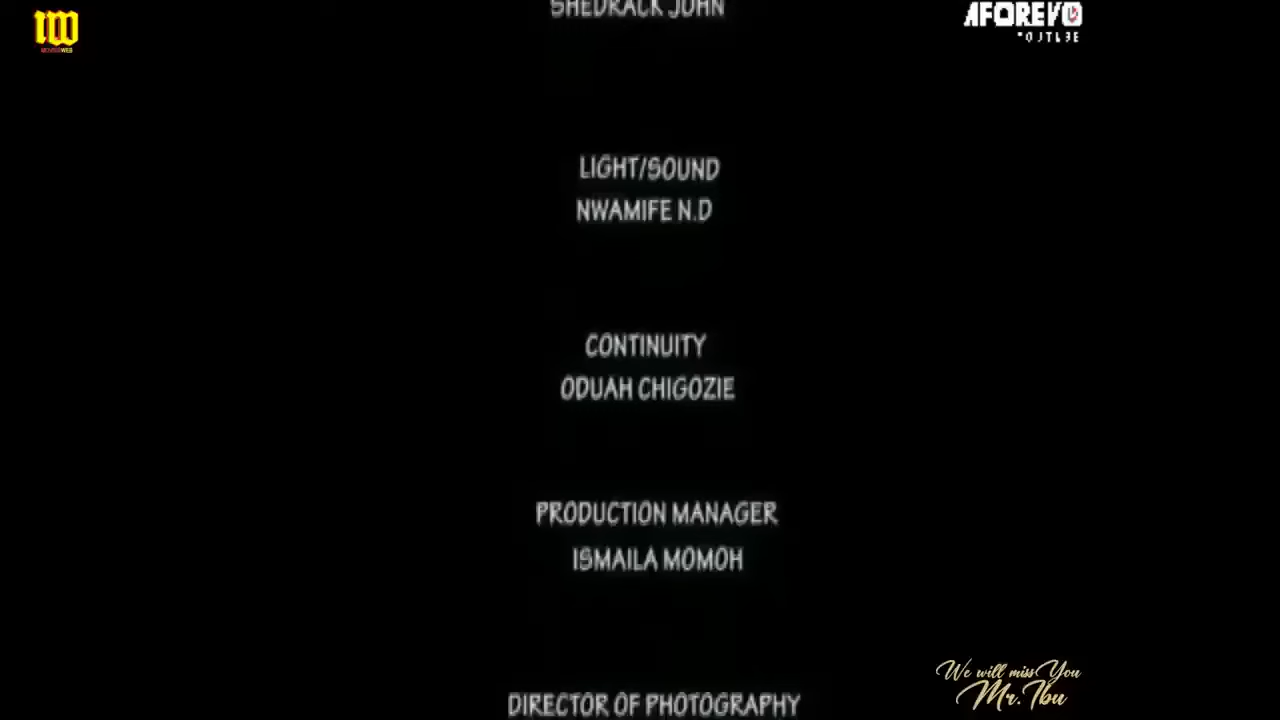 SHEDRACK JOHN
AFOREVO
LIGHT/SOUND
NWAMIFE N.D
CONTINUITY
ODUAH CHIGOZIE
PRODUCTION MANAGER
ISMAILA MOMOH
DIRECTOR OF PHOTOGRAPHY
We will miss You
Mr. Ibu